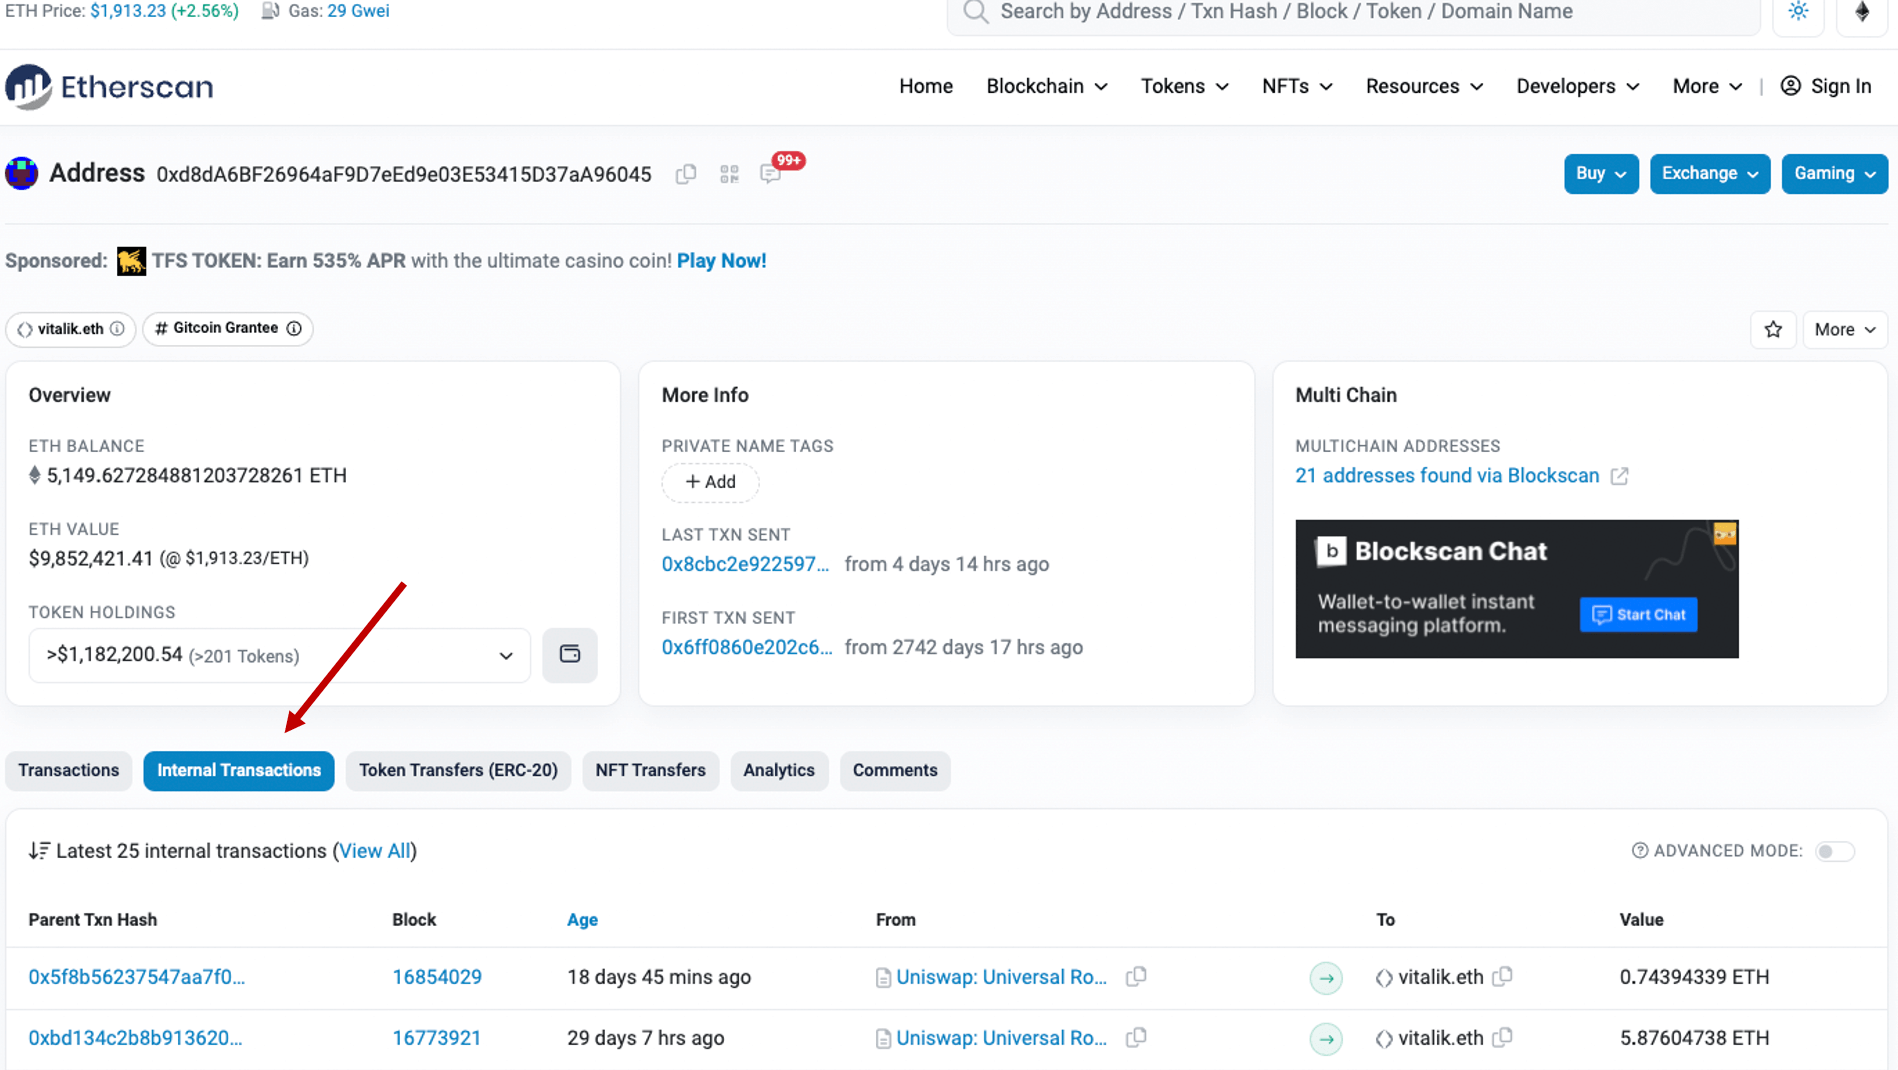 ETH Price: $1,913.23 (+2.56%) Gas: 29 Gwei
Search by Address / Txn Hash / Block / Token / Domain Name
Etherscan
Home Blockchain Tokens NFTs Resources Developers More | Sign In
Address 0xd8dA6BF26964aF9D7eEd9e03E53415D37aA96045
99+
Buy Exchange Gaming
Sponsored: TFS TOKEN: Earn 535% APR with the ultimate casino coin! Play Now!
vitalik.eth # Gitcoin Grantee
More
Overview
ETH BALANCE
5,149.627284881203728261 ETH
ETH VALUE
$9,852,421.41 (@ $1,913.23/ETH)
TOKEN HOLDINGS
>$1,182,200.54 (>201 Tokens)
More Info
PRIVATE NAME TAGS
+ Add
LAST TXN SENT
0x8cbc2e922597... from 4 days 14 hrs ago
FIRST TXN SENT
0x6ff0860e202c6... from 2742 days 17 hrs ago
Multi Chain
MULTICHAIN ADDRESSES
21 addresses found via Blockscan
b Blockscan Chat
Wallet-to-wallet instant
messaging platform.
Start Chat
Transactions Internal Transactions Token Transfers (ERC-20) NFT Transfers Analytics Comments
Latest 25 internal transactions (View All)
ADVANCED MODE:
Parent Txn Hash Block Age From To Value
0x5f8b56237547aa7f0... 16854029 18 days 45 mins ago Uniswap: Universal Ro... vitalik.eth 0.74394339 ETH
0xbd134c2b8b913620... 16773921 29 days 7 hrs ago Uniswap: Universal Ro... vitalik.eth 5.87604738 ETH